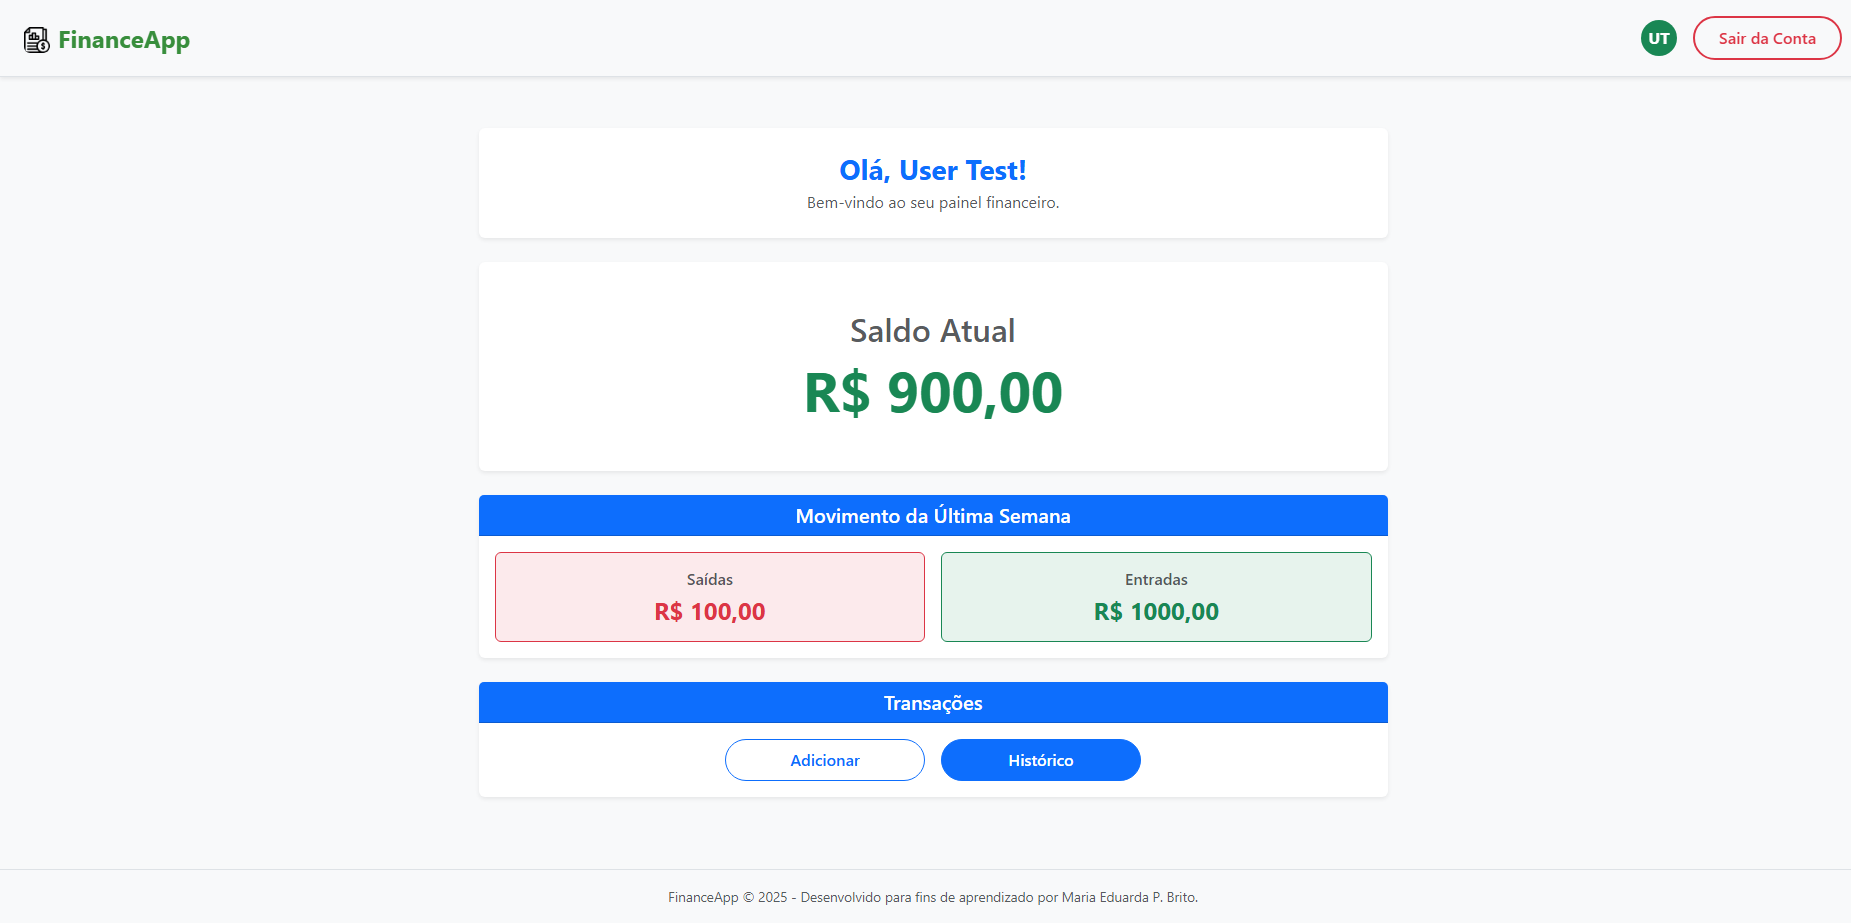 FinanceApp
UT
Sair da Conta
Olá, User Test!
Bem-vindo ao seu painel financeiro.
Saldo Atual
R$ 900,00
Movimento da Última Semana
Saídas
R$ 100,00
Entradas
R$ 1000,00
Transações
Adicionar
Histórico
FinanceApp © 2025 - Desenvolvido para fins de aprendizado por Maria Eduarda P. Brito.